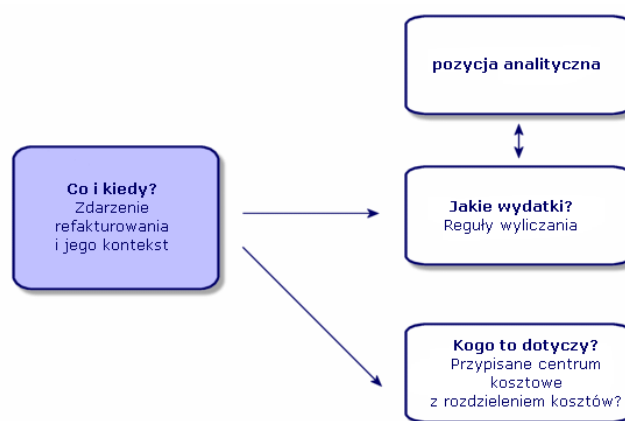 pozycja analityczna
Co i kiedy?
Zdarzenie
refakturowania
i jego kontekst
Jakie wydatki?
Reguły wyliczania
Kogo to dotyczy?
Przypisane centrum
kosztowe
z rozdzieleniem kosztów?